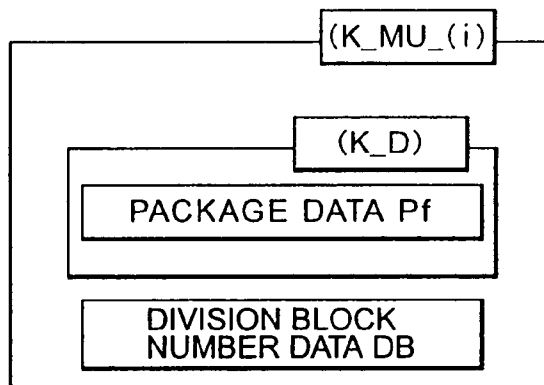 (K_MU_(i)
(K_D)
PACKAGE DATA Pf
DIVISION BLOCK
NUMBER DATA DB